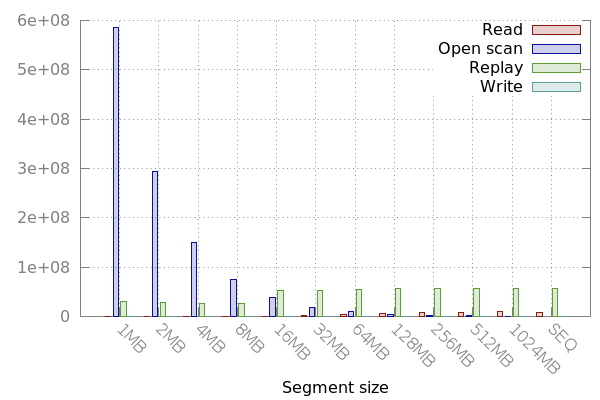 6e+08
5e+08
4e+08
3e+08
2e+08
1e+08
0
Read
Open scan
Replay
Write
1MB
2MB
4MB
8MB
16MB
32MB
64MB
128MB
256MB
512MB
1024MB
SEQ
Segment size